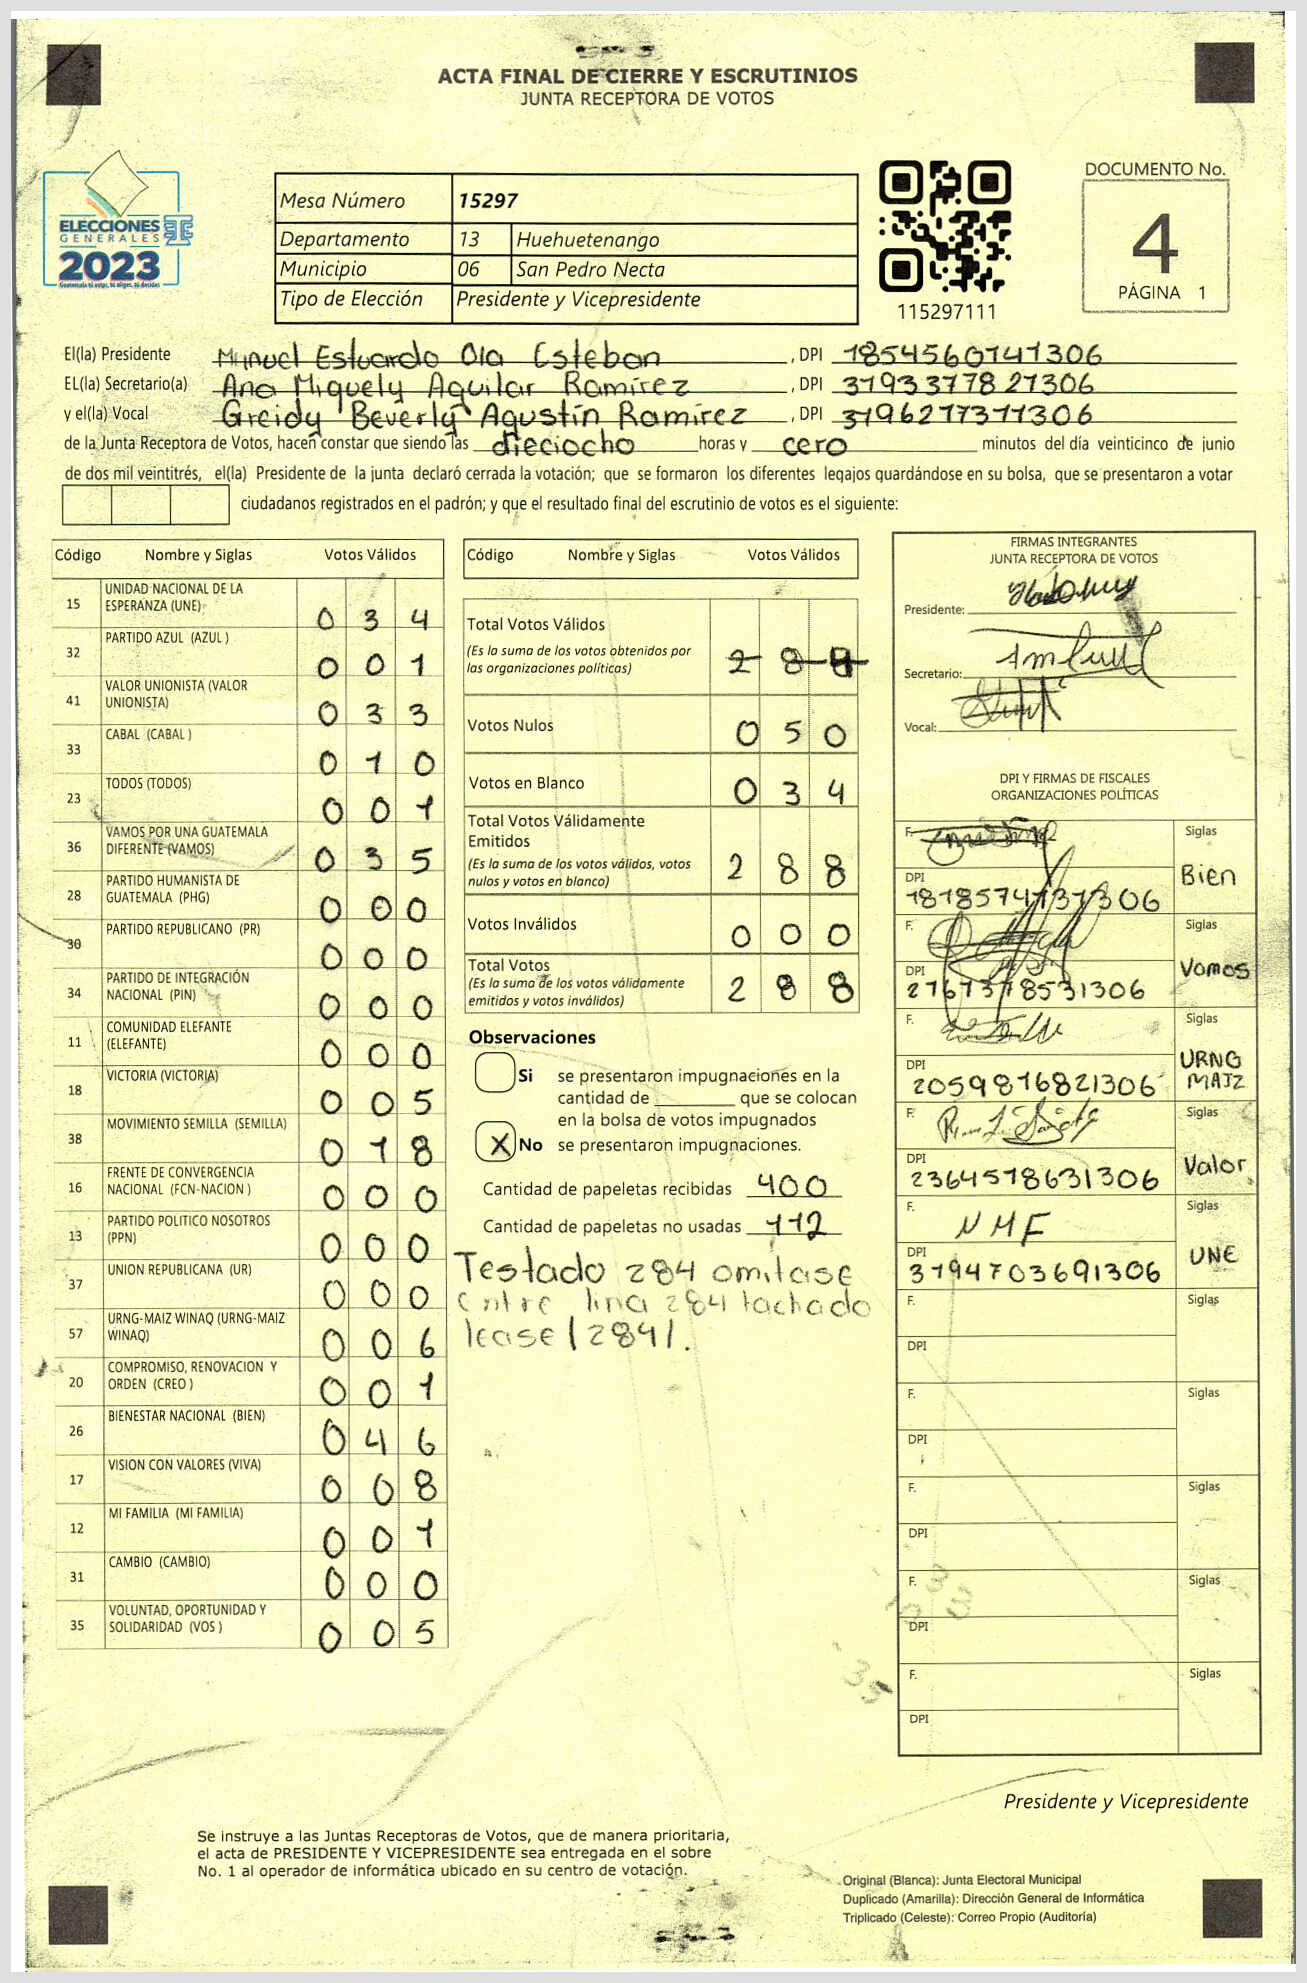 ACTA FINAL DE CIERRE Y ESCRUTINIOS
JUNTA RECEPTORA DE VOTOS
ELECCIONES
GENERALES
2023
Guatemala tú votas, tú eliges, tú decides
Mesa Número 15297
Departamento 13 Huehuetenango
Municipio 06 San Pedro Necta
Tipo de Elección Presidente y Vicepresidente
115297111
DOCUMENTO No.
4
PÁGINA 1
El(la) Presidente Minuel Estuardo Ola Esteban, DPI 1854560141306
EL(la) Secretario(a) Ana Miquely Aguilar Ramírez, DPI 3193377827306
y el(la) Vocal Greidy Beverly Agustín Ramírez, DPI 3196217311306
de la Junta Receptora de Votos, hacen constar que siendo las dieciocho horas y cero minutos del día veinticinco de junio
de dos mil veintitrés, el(la) Presidente de la junta declaró cerrada la votación; que se formaron los diferentes legajos guardándose en su bolsa, que se presentaron a votar
ciudadanos registrados en el padrón; y que el resultado final del escrutinio de votos es el siguiente:
Código Nombre y Siglas Votos Válidos
15 UNIDAD NACIONAL DE LA ESPERANZA (UNE) 0 3 4
32 PARTIDO AZUL (AZUL ) 0 0 1
41 VALOR UNIONISTA (VALOR UNIONISTA) 0 3 3
33 CABAL (CABAL ) 0 1 0
23 TODOS (TODOS) 0 0 1
36 VAMOS POR UNA GUATEMALA DIFERENTE (VAMOS) 0 3 5
28 PARTIDO HUMANISTA DE GUATEMALA (PHG) 0 0 0
30 PARTIDO REPUBLICANO (PR) 0 0 0
34 PARTIDO DE INTEGRACIÓN NACIONAL (PIN) 0 0 0
11 COMUNIDAD ELEFANTE (ELEFANTE) 0 0 0
18 VICTORIA (VICTORIA) 0 0 5
38 MOVIMIENTO SEMILLA (SEMILLA) 0 1 8
16 FRENTE DE CONVERGENCIA NACIONAL (FCN-NACION ) 0 0 0
13 PARTIDO POLITICO NOSOTROS (PPN) 0 0 0
37 UNION REPUBLICANA (UR) 0 0 0
57 URNG-MAIZ WINAQ (URNG-MAIZ WINAQ) 0 0 6
20 COMPROMISO, RENOVACION Y ORDEN (CREO ) 0 0 1
26 BIENESTAR NACIONAL (BIEN) 0 4 6
17 VISION CON VALORES (VIVA) 0 0 8
12 MI FAMILIA (MI FAMILIA) 0 0 1
31 CAMBIO (CAMBIO) 0 0 0
35 VOLUNTAD, OPORTUNIDAD Y SOLIDARIDAD (VOS ) 0 0 5
Código Nombre y Siglas Votos Válidos
Total Votos Válidos
(Es la suma de los votos obtenidos por
las organizaciones políticas) 2 8 4
Votos Nulos 0 5 0
Votos en Blanco 0 3 4
Total Votos Válidamente
Emitidos
(Es la suma de los votos válidos, votos
nulos y votos en blanco) 2 8 8
Votos Inválidos 0 0 0
Total Votos
(Es la suma de los votos válidamente
emitidos y votos inválidos) 2 8 8
Observaciones
Si se presentaron impugnaciones en la
cantidad de ________ que se colocan
en la bolsa de votos impugnados
X No se presentaron impugnaciones.
Cantidad de papeletas recibidas 400
Cantidad de papeletas no usadas 112
Testado 284 omitase
entre lina 284 tachado
lease /284/.
FIRMAS INTEGRANTES
JUNTA RECEPTORA DE VOTOS
Presidente:
Secretario:
Vocal:
DPI Y FIRMAS DE FISCALES
ORGANIZACIONES POLÍTICAS
F. Siglas
DPI 1818574131306 Bien
F. Siglas
DPI 2767378531306 Vamos
F. Siglas
DPI 2059816821306 URNG MAIZ
F. Siglas
DPI 2364518631306 Valor
F. NMF Siglas
DPI 3194703691306 UNE
F. Siglas
DPI
F. Siglas
DPI
F. Siglas
DPI
F. Siglas
DPI
F. Siglas
DPI
Presidente y Vicepresidente
Se instruye a las Juntas Receptoras de Votos, que de manera prioritaria,
el acta de PRESIDENTE Y VICEPRESIDENTE sea entregada en el sobre
No. 1 al operador de informática ubicado en su centro de votación.
Original (Blanca): Junta Electoral Municipal
Duplicado (Amarilla): Dirección General de Informática
Triplicado (Celeste): Correo Propio (Auditoría)